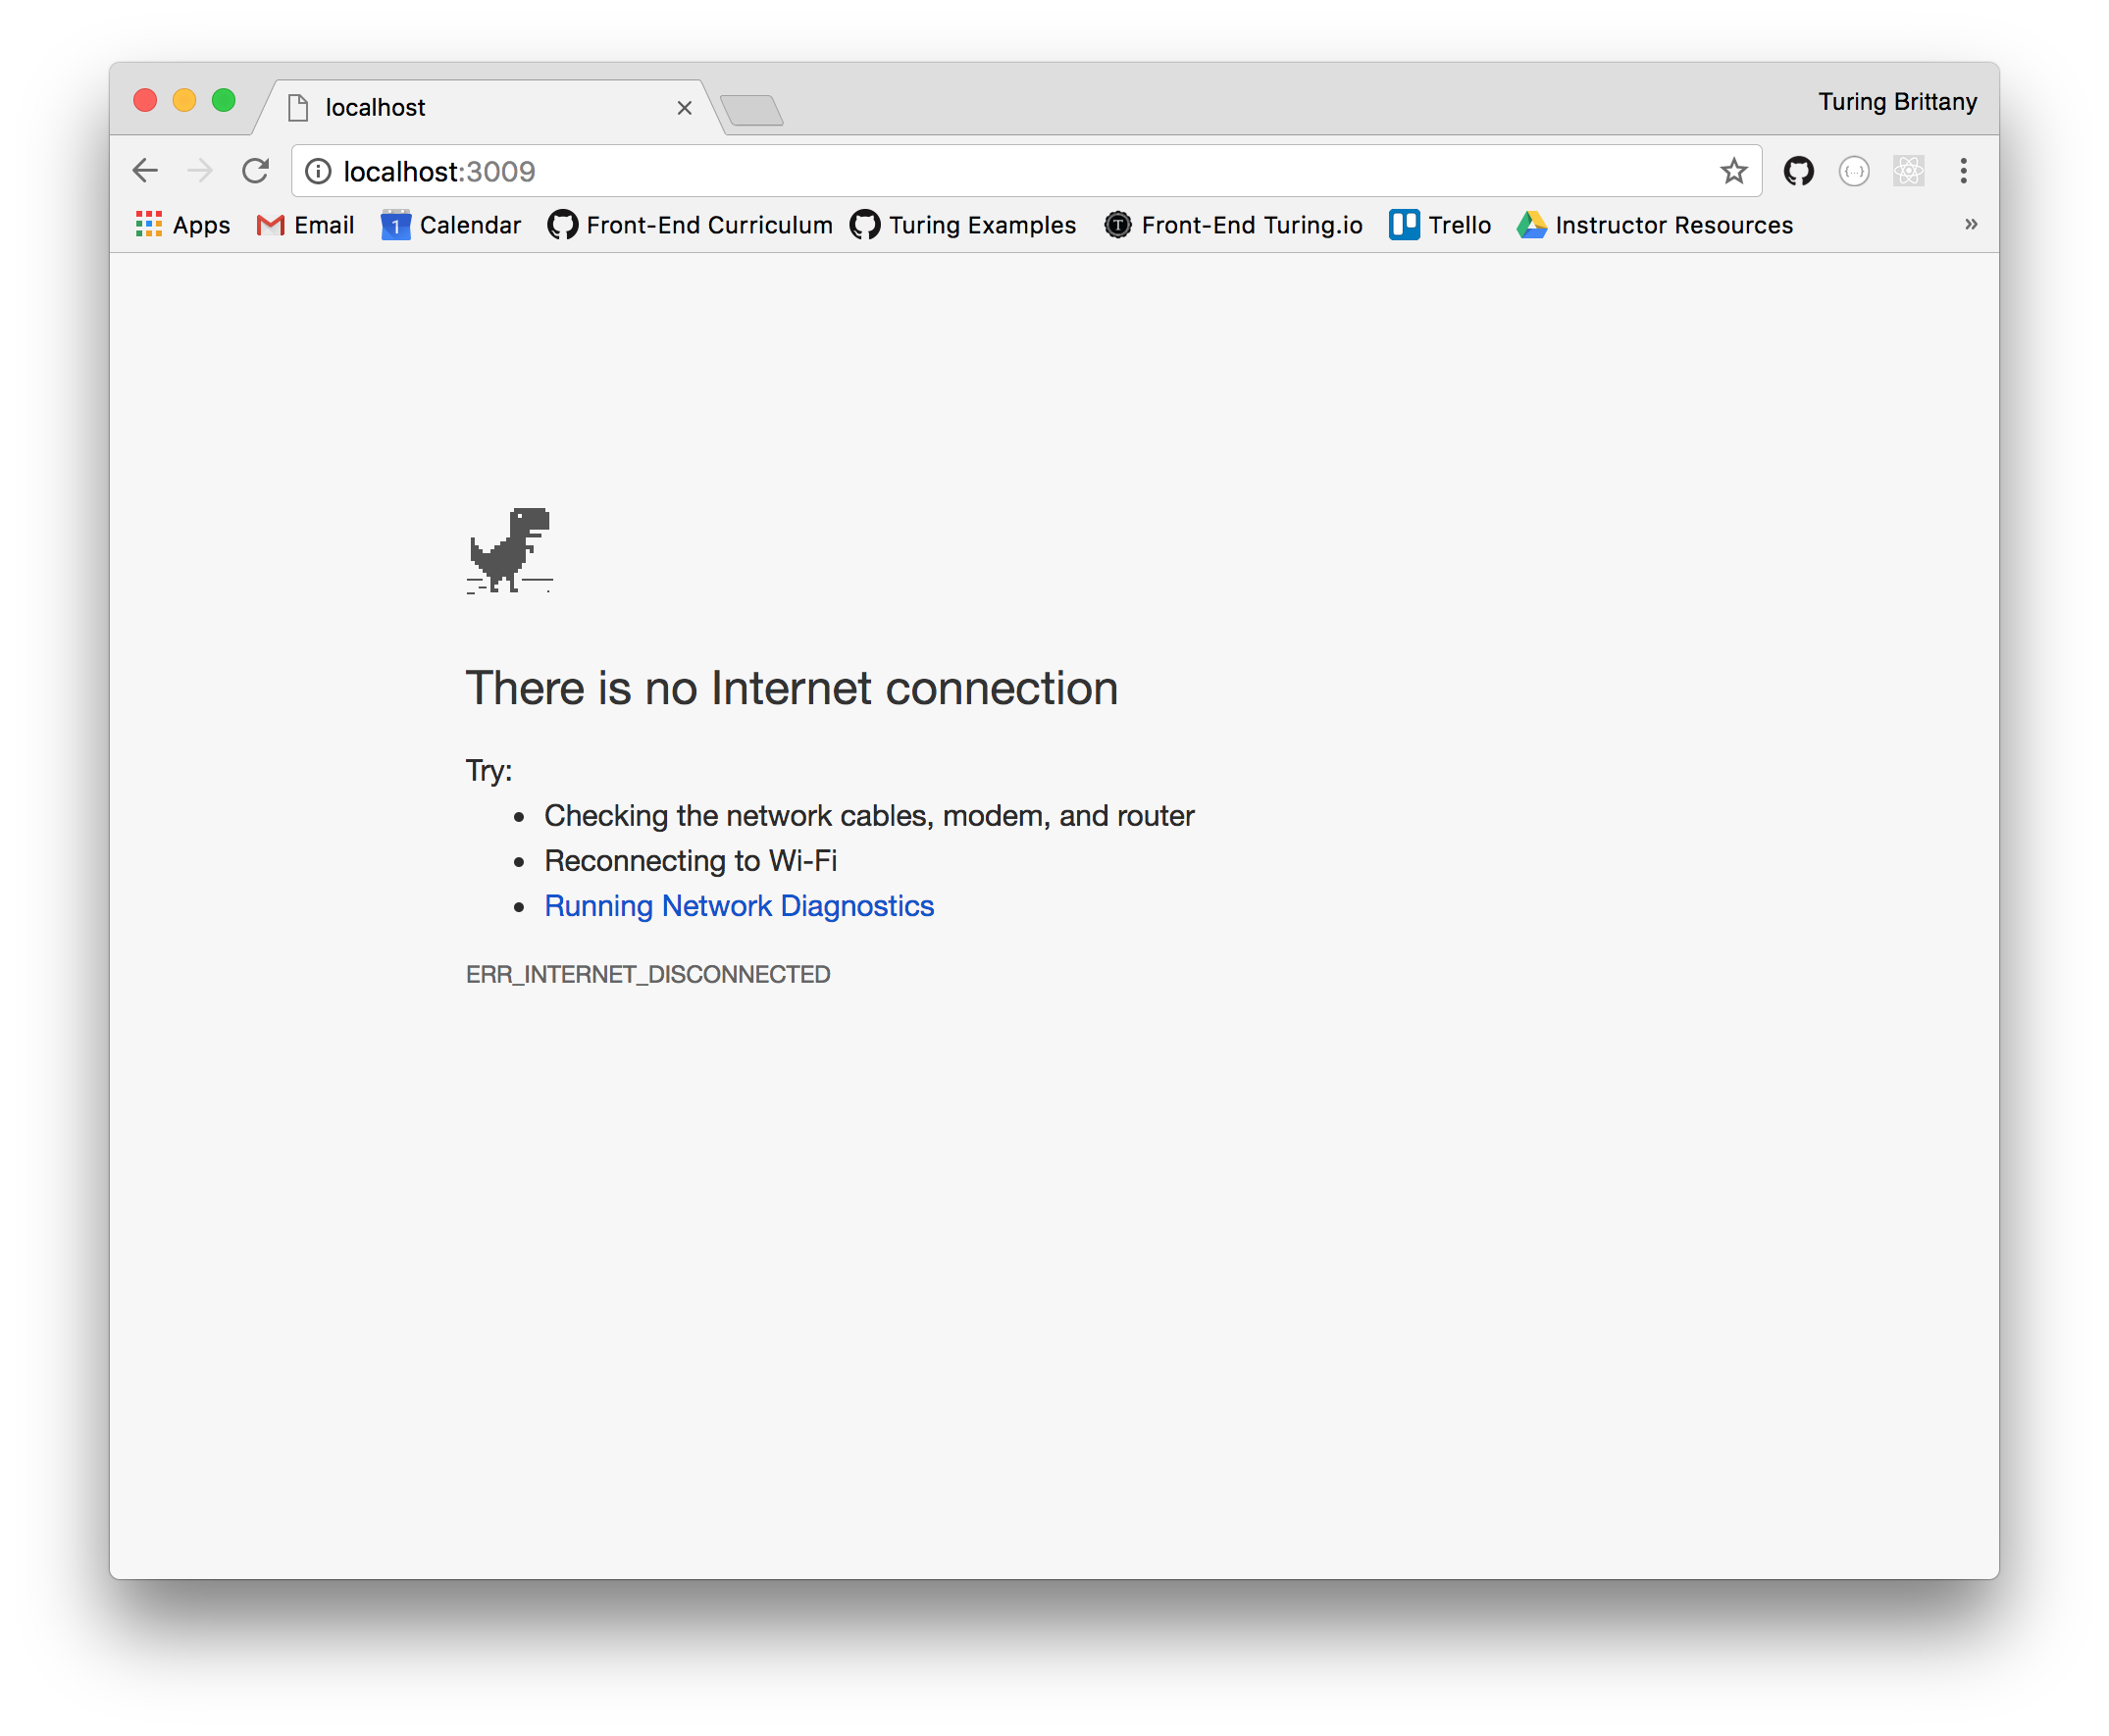 localhost
Turing Brittany
localhost:3009
Apps Email 1 Calendar Front-End Curriculum Turing Examples T Front-End Turing.io Trello Instructor Resources »
There is no Internet connection
Try:
• Checking the network cables, modem, and router
• Reconnecting to Wi-Fi
• Running Network Diagnostics
ERR_INTERNET_DISCONNECTED